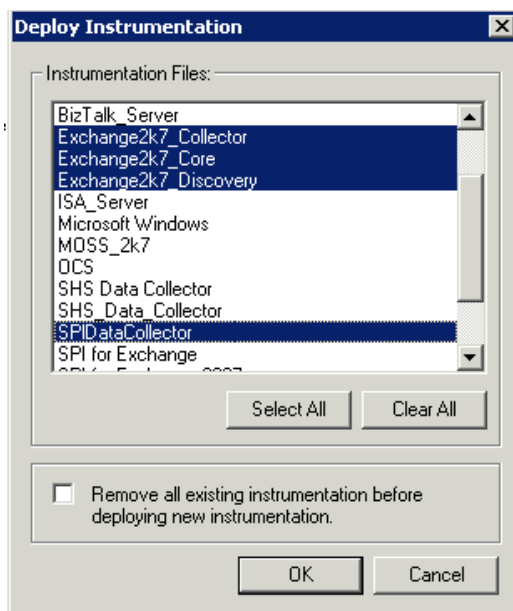 Deploy Instrumentation
Instrumentation Files:
BizTalk_Server
Exchange2k7_Collector
Exchange2k7_Core
Exchange2k7_Discovery
ISA_Server
Microsoft Windows
MOSS_2k7
OCS
SHS Data Collector
SHS_Data_Collector
SPIDataCollector
SPI for Exchange
Select All
Clear All
Remove all existing instrumentation before
deploying new instrumentation.
OK
Cancel